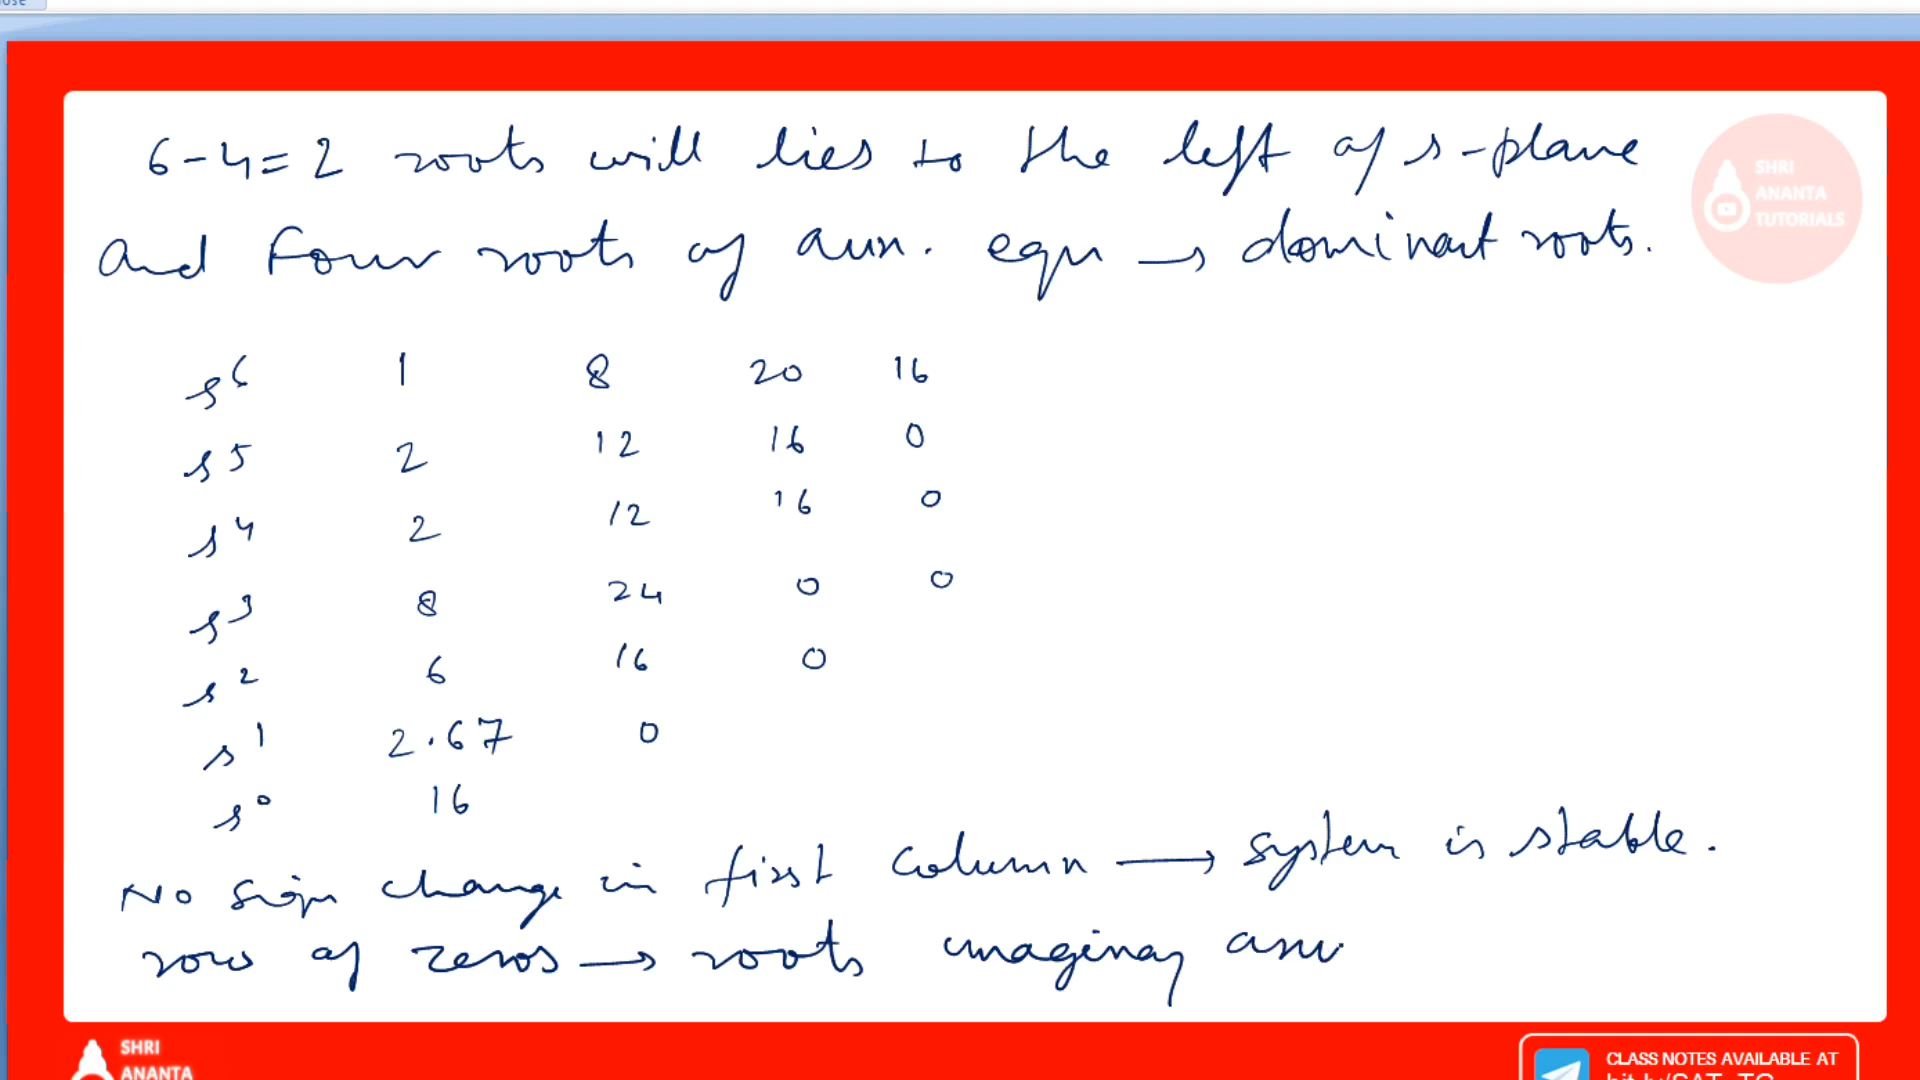 6-4=2 roots will lies to the left of s-plane
SHRI
ANANTA
TUTORIALS
and four roots of aux. equn → dominant roots.
s6 1 8 20 16
s5 2 12 16 0
s4 2 12 16 0
s3 8 24 0 0
s2 6 16 0
s1 2.67 0
s0 16
No sign change in first column → system is stable.
row of zeros → roots imaginary
SHRI
ANANTA
CLASS NOTES AVAILABLE AT